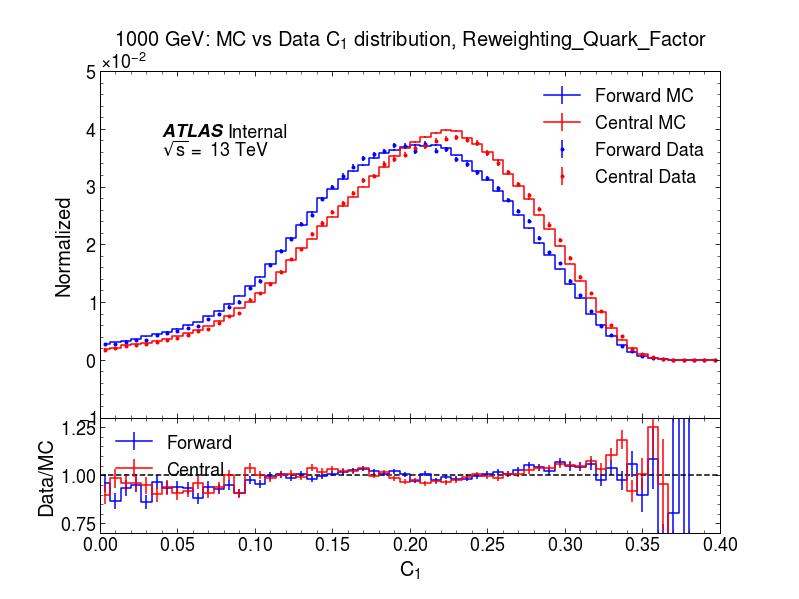 1000 GeV: MC vs Data C₁ distribution, Reweighting_Quark_Factor
×10⁻²
5
4
3
2
1
0
−1
Normalized
ATLAS Internal
√s = 13 TeV
Forward MC
Central MC
Forward Data
Central Data
1.25
1.00
0.75
Data/MC
Forward
Central
0.00 0.05 0.10 0.15 0.20 0.25 0.30 0.35 0.40
C₁